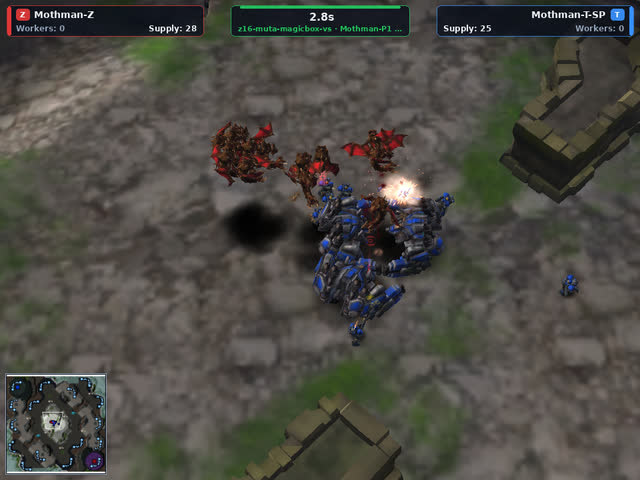 Z Mothman-Z
Workers: 0 Supply: 28
2.8s
z16-muta-magicbox-vs · Mothman-P1 ...
Mothman-T-SP T
Supply: 25 Workers: 0